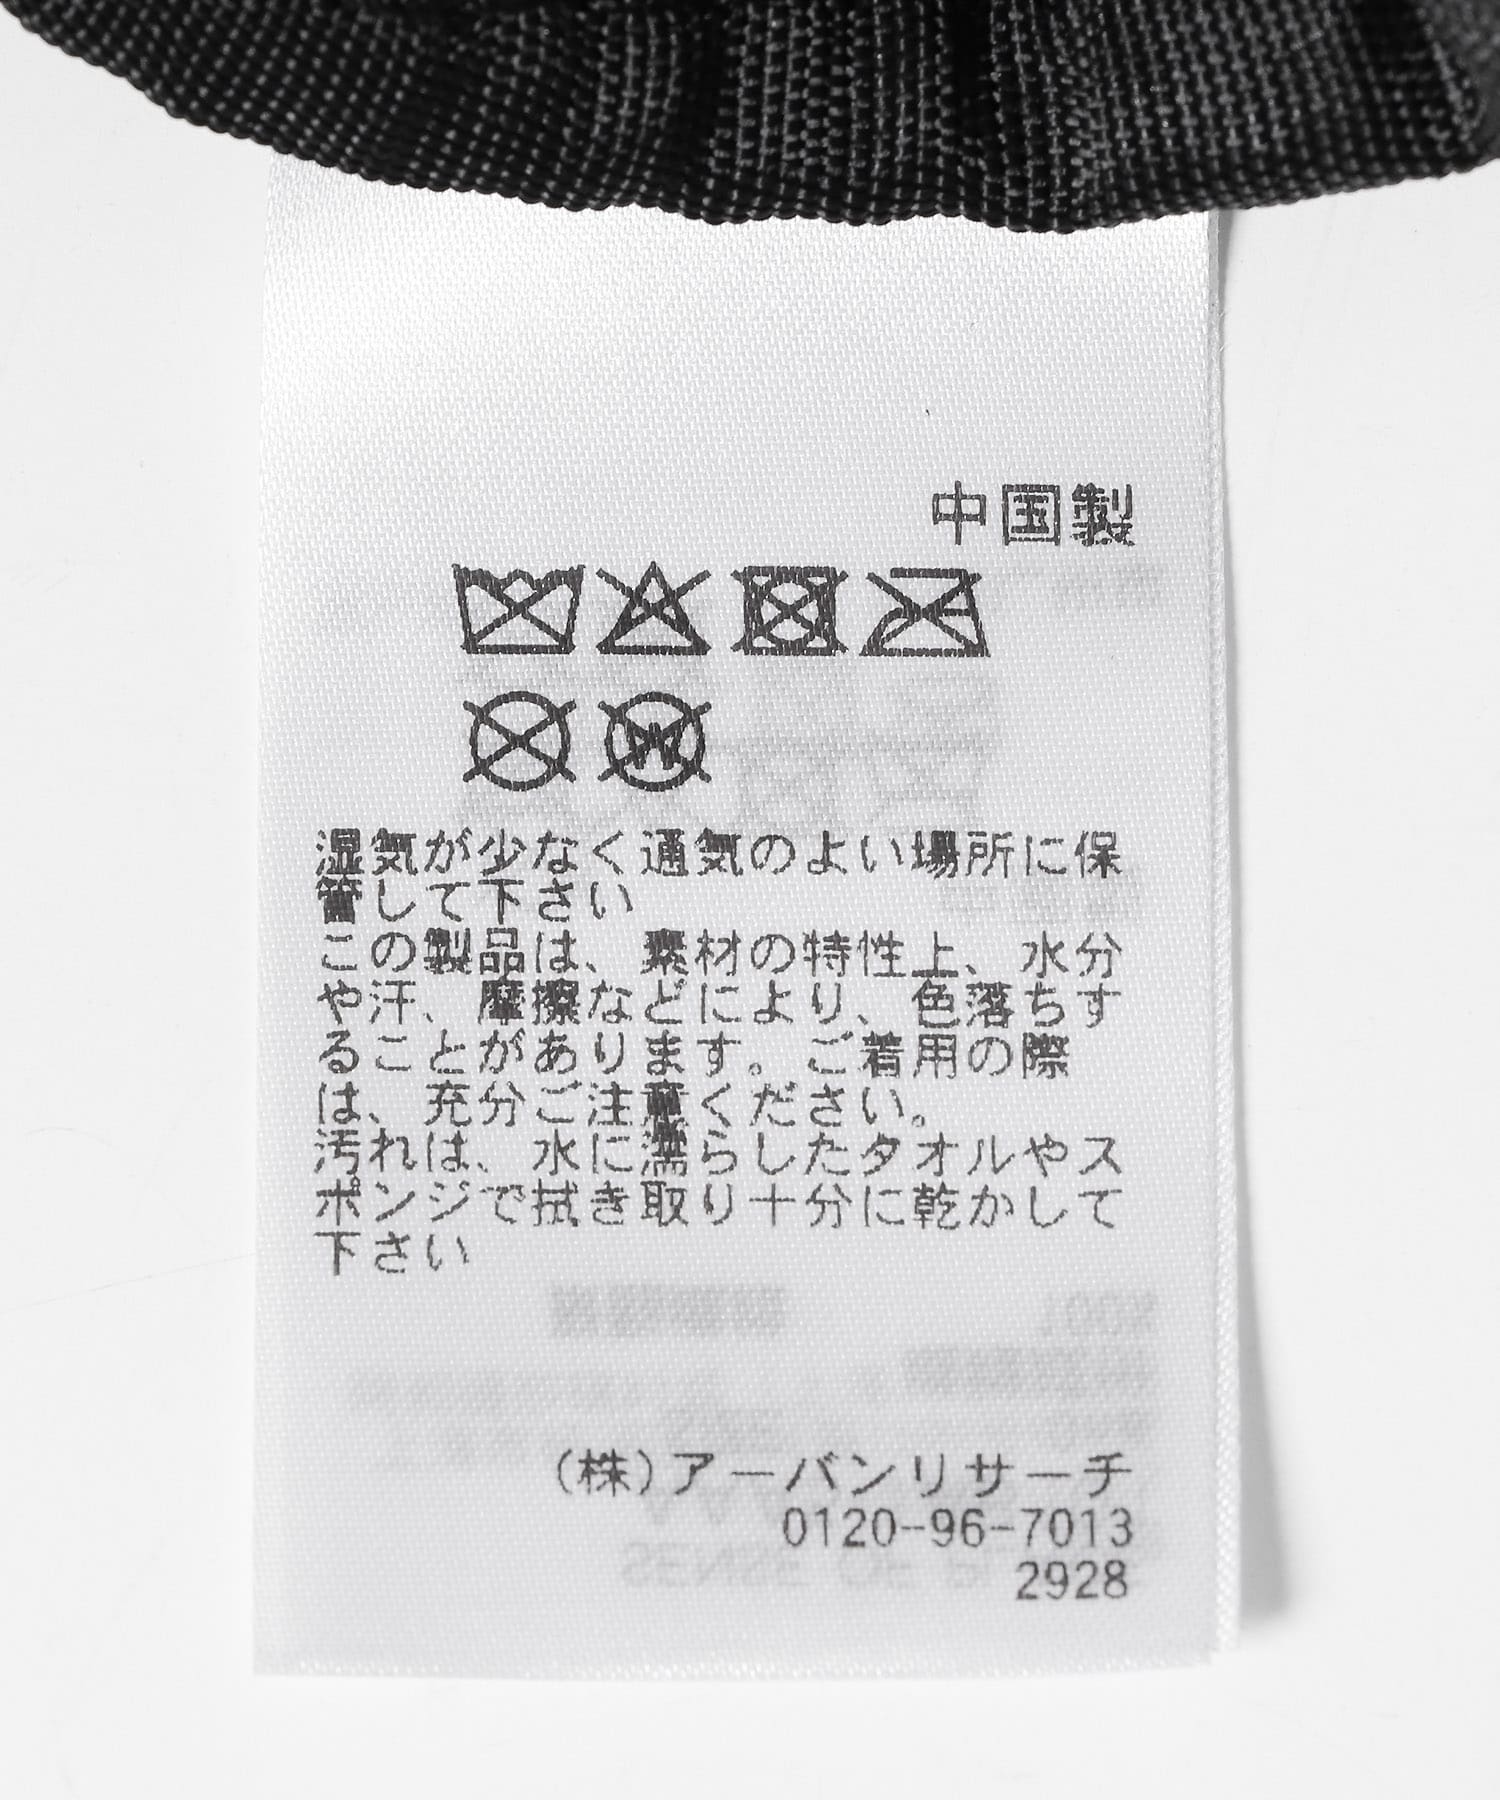 中国製
湿気が少なく通気のよい場所に保
管して下さい
この製品は、素材の特性上、水分
や汗、摩擦などにより、色落ちす
ることがあります。ご着用の際
は、充分ご注意ください。
汚れは、水に濡らしたタオルやス
ポンジで拭き取り十分に乾かして
下さい
(株)アーバンリサーチ
0120-96-7013
2928